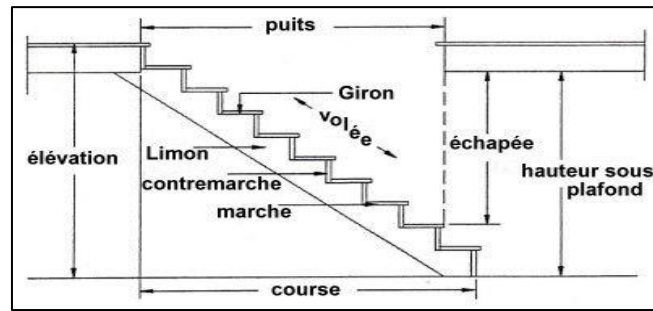 puits
Giron
volée
élévation
Limon
échapée
contremarche
hauteur sous
plafond
marche
course